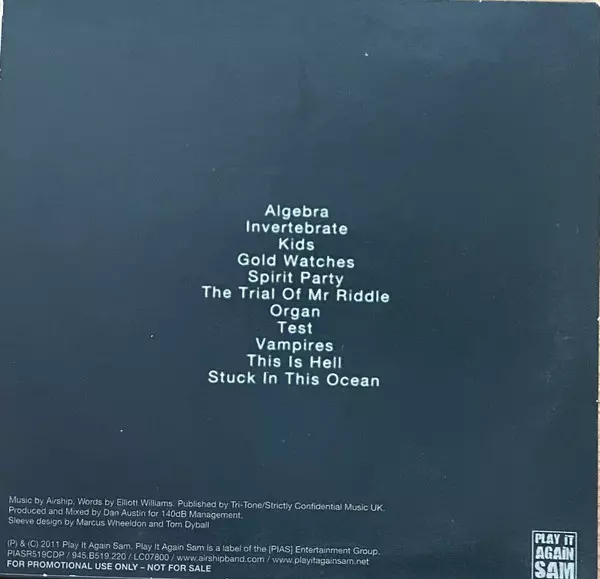 Algebra
Invertebrate
Kids
Gold Watches
Spirit Party
The Trial Of Mr Riddle
Organ
Test
Vampires
This Is Hell
Stuck In This Ocean
Music by Airship, Words by Elliott Williams. Published by Tri-Tone/Strictly Confidential Music UK.
Produced and Mixed by Dan Austin for 140dB Management.
Sleeve design by Marcus Wheeldon and Tom Dyball
(P) & (C) 2011 Play It Again Sam. Play It Again Sam is a label of the [PIAS] Entertainment Group.
PIASR519CDP / 945.B519.220 / LC07800 / www.airshipband.com / www.playitagainsam.net
FOR PROMOTIONAL USE ONLY – NOT FOR SALE
PLAY IT
AGAIN
SAM